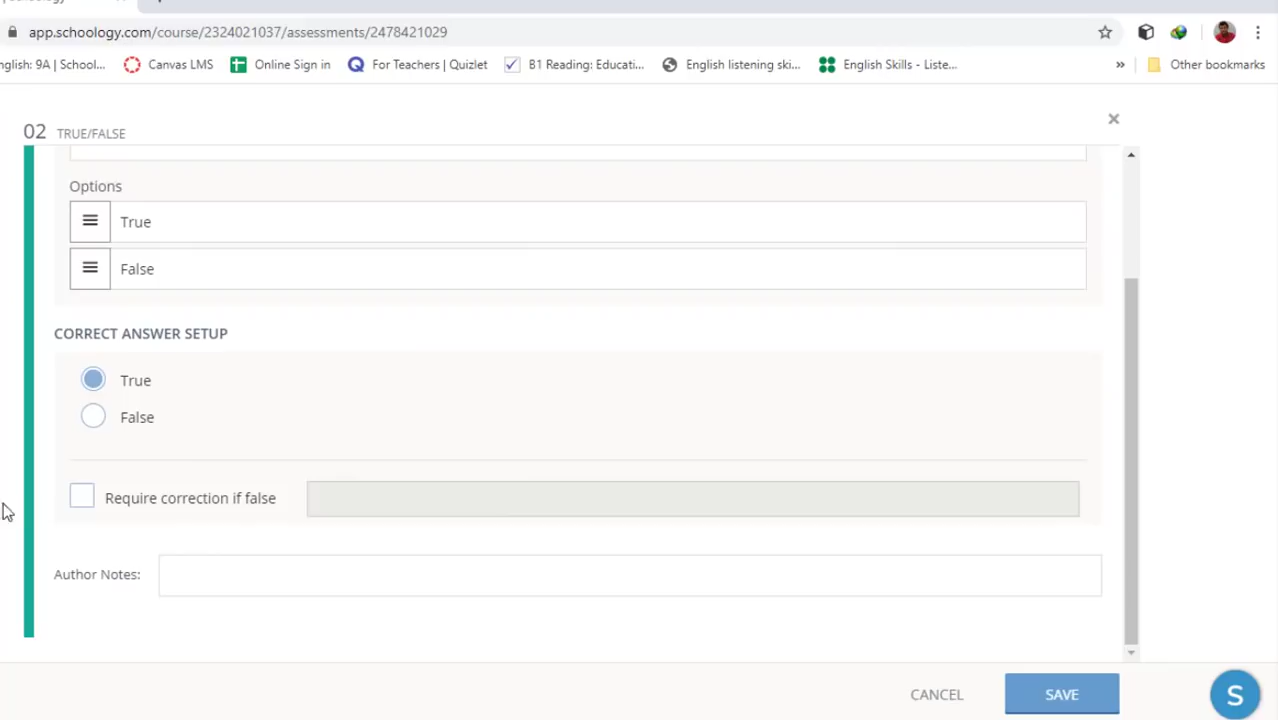 app.schoology.com/course/2324021037/assessments/2478421029
nglish: 9A | School...
Canvas LMS
Online Sign in
For Teachers | Quizlet
B1 Reading: Educati...
English listening ski...
English Skills - Liste...
»
Other bookmarks
02 TRUE/FALSE
×
Options
True
False
CORRECT ANSWER SETUP
True
False
Require correction if false
Author Notes:
CANCEL
SAVE
S